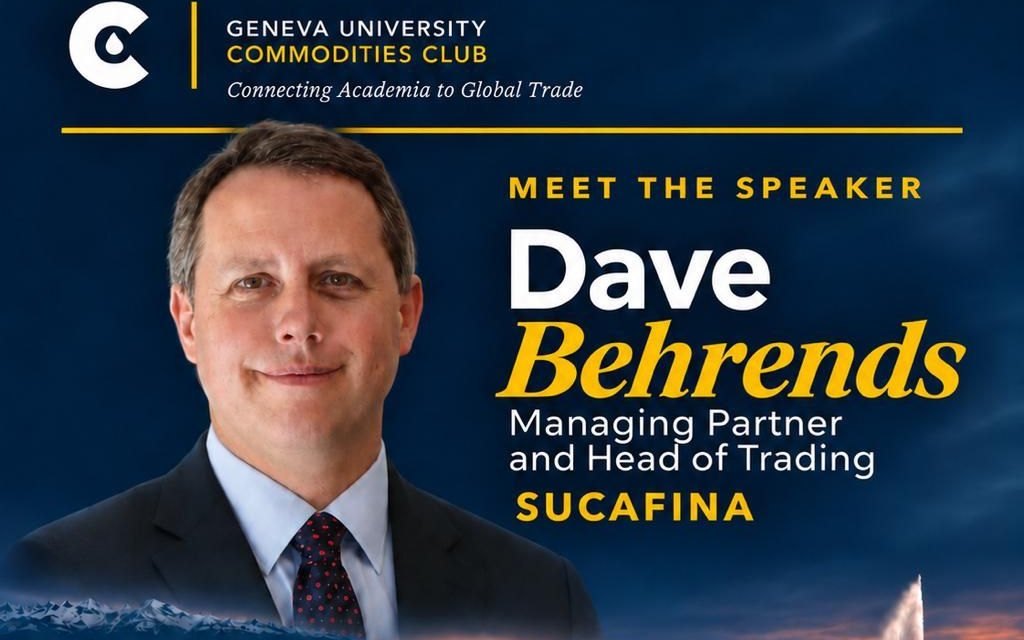 GENEVA UNIVERSITY
COMMODITIES CLUB
Connecting Academia to Global Trade
MEET THE SPEAKER
Dave
Behrends
Managing Partner
and Head of Trading
SUCAFINA